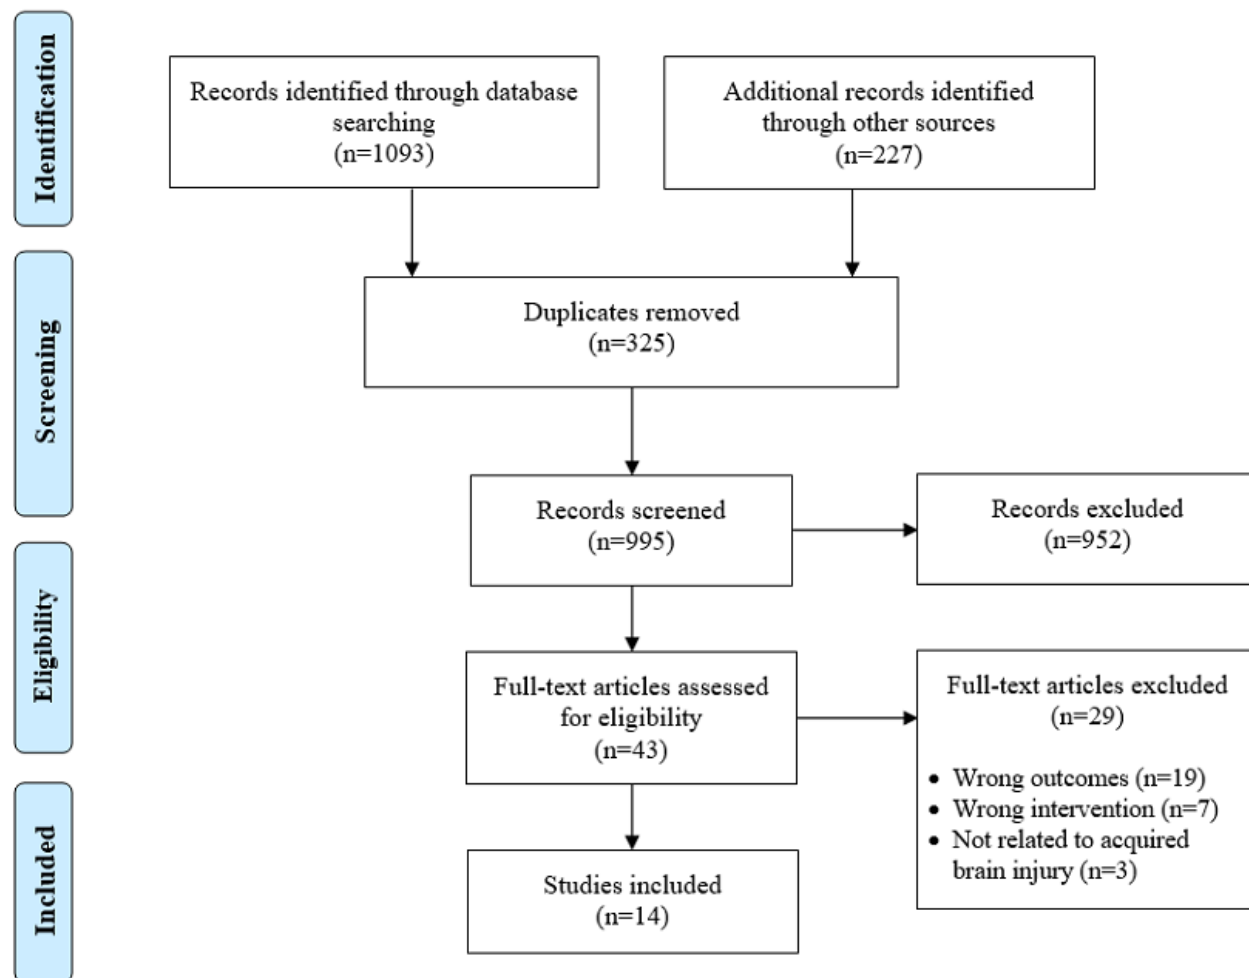 Identification
Records identified through database
searching
(n=1093)
Additional records identified
through other sources
(n=227)
Screening
Duplicates removed
(n=325)
Records screened
(n=995)
Records excluded
(n=952)
Eligibility
Full-text articles assessed
for eligibility
(n=43)
Full-text articles excluded
(n=29)
• Wrong outcomes (n=19)
• Wrong intervention (n=7)
• Not related to acquired
brain injury (n=3)
Included
Studies included
(n=14)